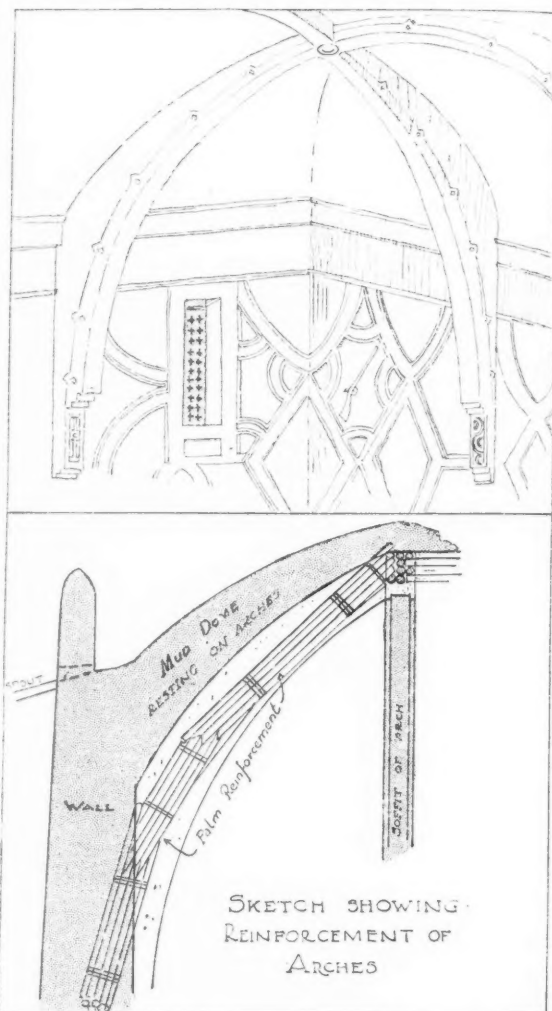 MUD DOME
RESTING ON ARCHES
WALL
Palm Reinforcement
SOFFIT OF ARCH
SKETCH SHOWING
REINFORCEMENT OF
ARCHES